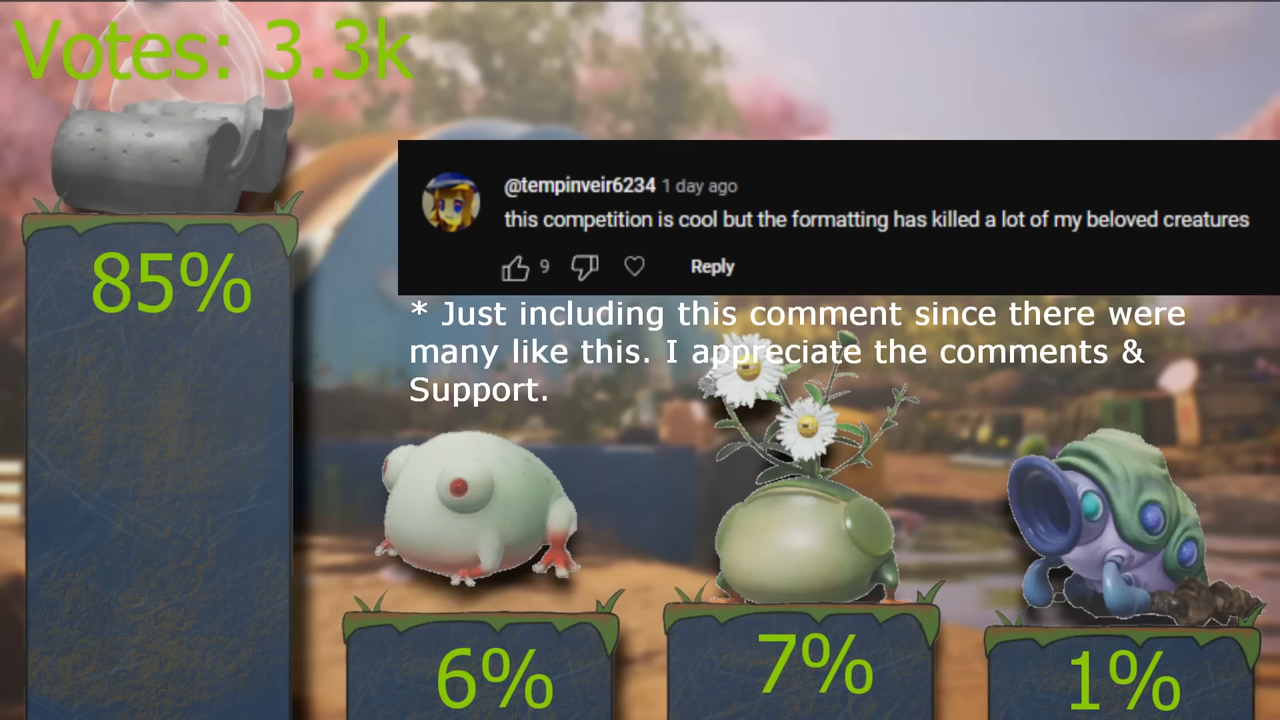 Votes: 3.3k
@tempinveir6234 1 day ago
this competition is cool but the formatting has killed a lot of my beloved creatures
9
Reply
* Just including this comment since there were
many like this. I appreciate the comments &
Support.
85%
6%
7%
1%